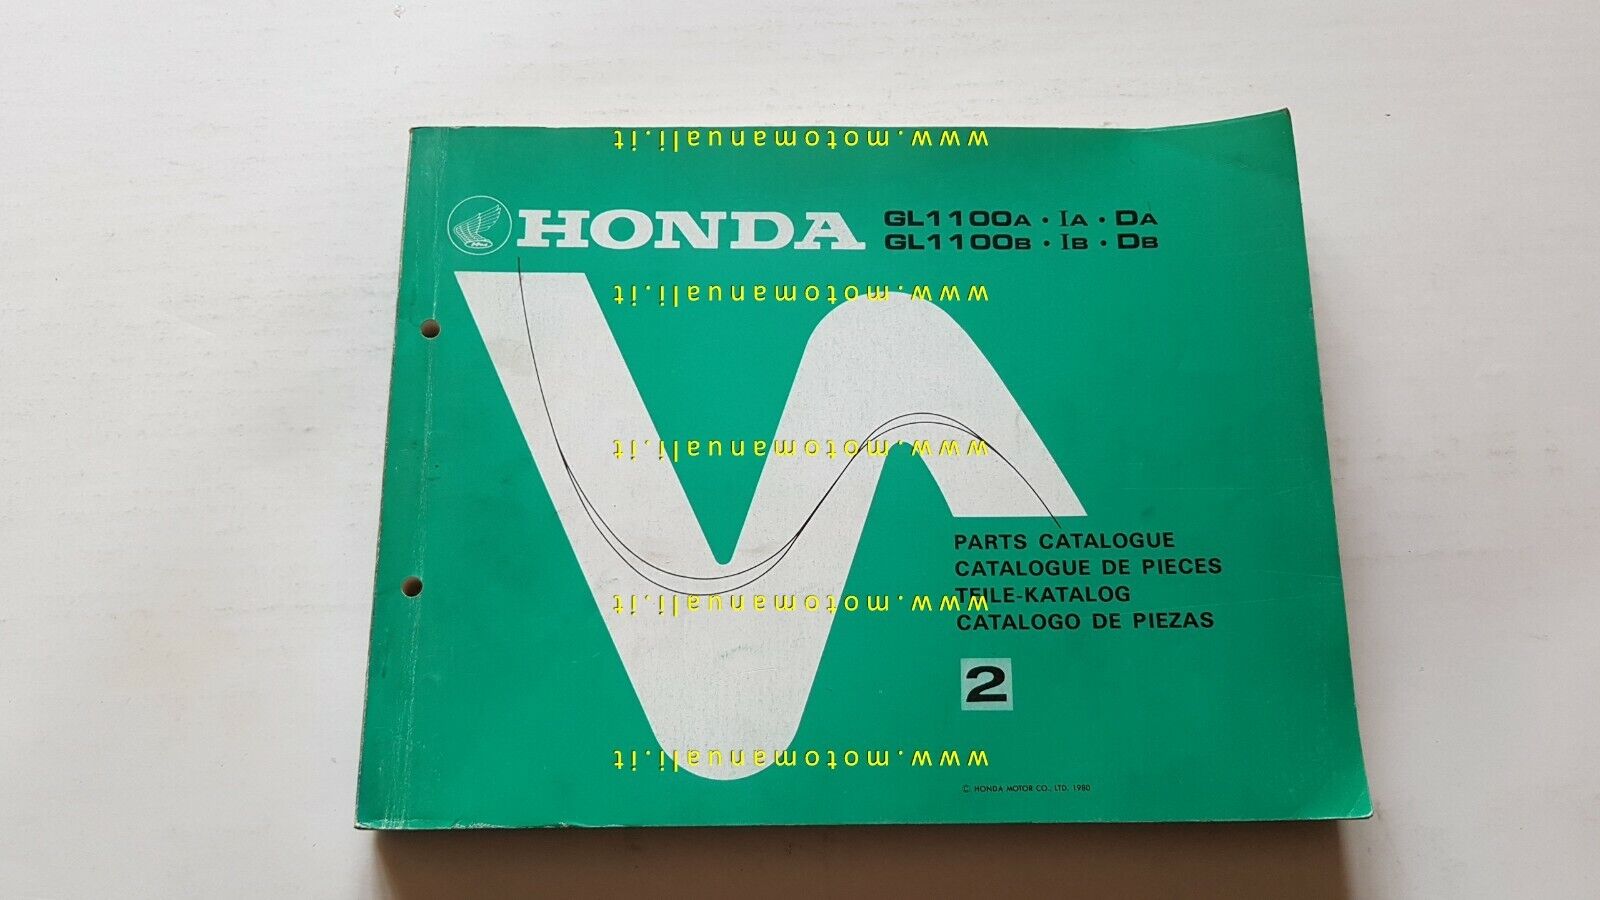 www.motomanuali.it
HONDA
GL1100A · IA · DA
GL1100B · IB · DB
www.motomanuali.it
www.motomanuali.it
PARTS CATALOGUE
CATALOGUE DE PIECES
TEILE-KATALOG
www.motomanuali.it
CATALOGO DE PIEZAS
2
www.motomanuali.it
© HONDA MOTOR CO., LTD. 1980